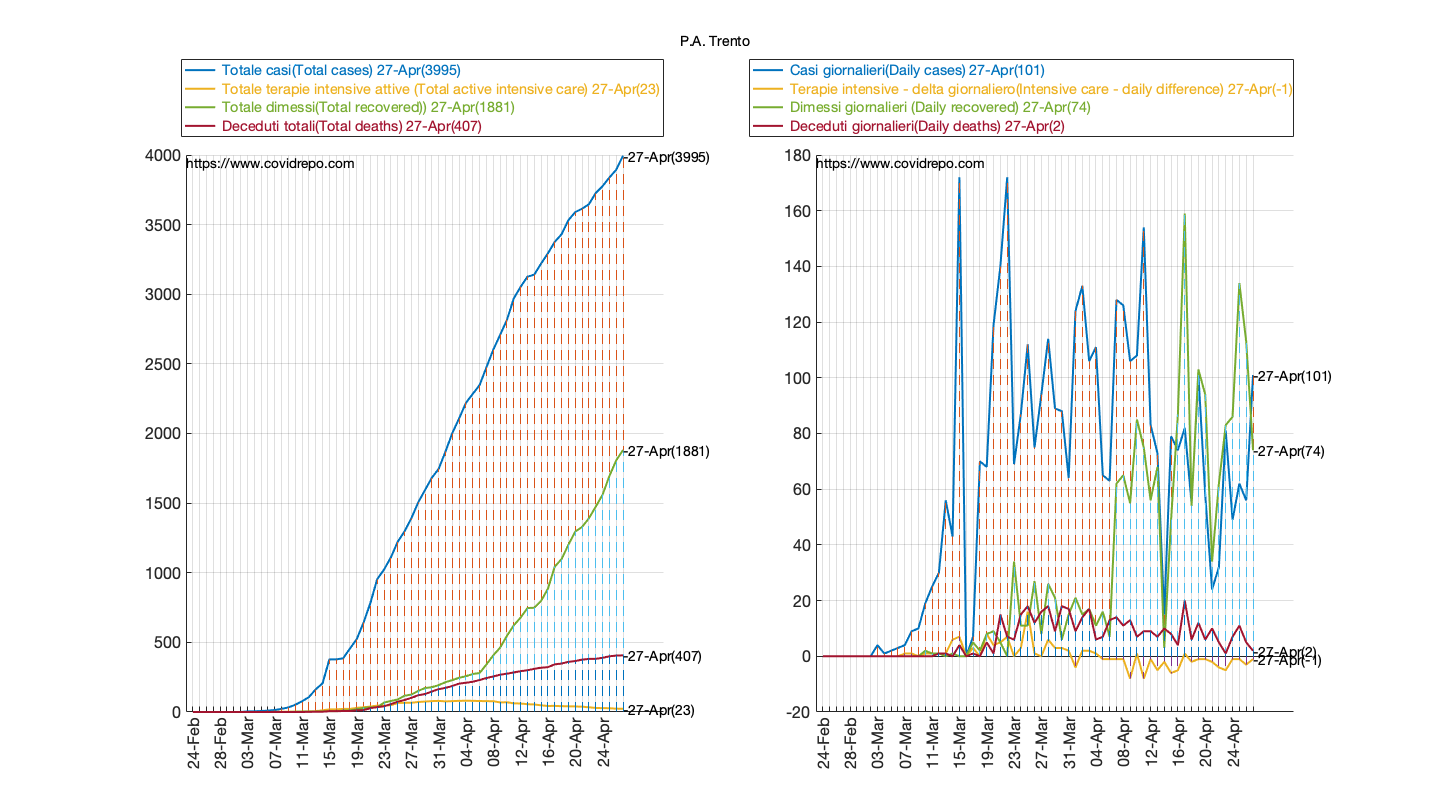 P.A. Trento
Totale casi(Total cases) 27-Apr(3995)
Totale terapie intensive attive (Total active intensive care) 27-Apr(23)
Totale dimessi(Total recovered)) 27-Apr(1881)
Deceduti totali(Total deaths) 27-Apr(407)
4000
3500
3000
2500
2000
1500
1000
500
0
https://www.covidrepo.com
27-Apr(3995)
27-Apr(1881)
27-Apr(407)
27-Apr(23)
24-Feb
28-Feb
03-Mar
07-Mar
11-Mar
15-Mar
19-Mar
23-Mar
27-Mar
31-Mar
04-Apr
08-Apr
12-Apr
16-Apr
20-Apr
24-Apr
Casi giornalieri(Daily cases) 27-Apr(101)
Terapie intensive - delta giornaliero(Intensive care - daily difference) 27-Apr(-1)
Dimessi giornalieri (Daily recovered) 27-Apr(74)
Deceduti giornalieri(Daily deaths) 27-Apr(2)
180
160
140
120
100
80
60
40
20
0
-20
https://www.covidrepo.com
27-Apr(101)
27-Apr(74)
27-Apr(2)
27-Apr(-1)
24-Feb
28-Feb
03-Mar
07-Mar
11-Mar
15-Mar
19-Mar
23-Mar
27-Mar
31-Mar
04-Apr
08-Apr
12-Apr
16-Apr
20-Apr
24-Apr